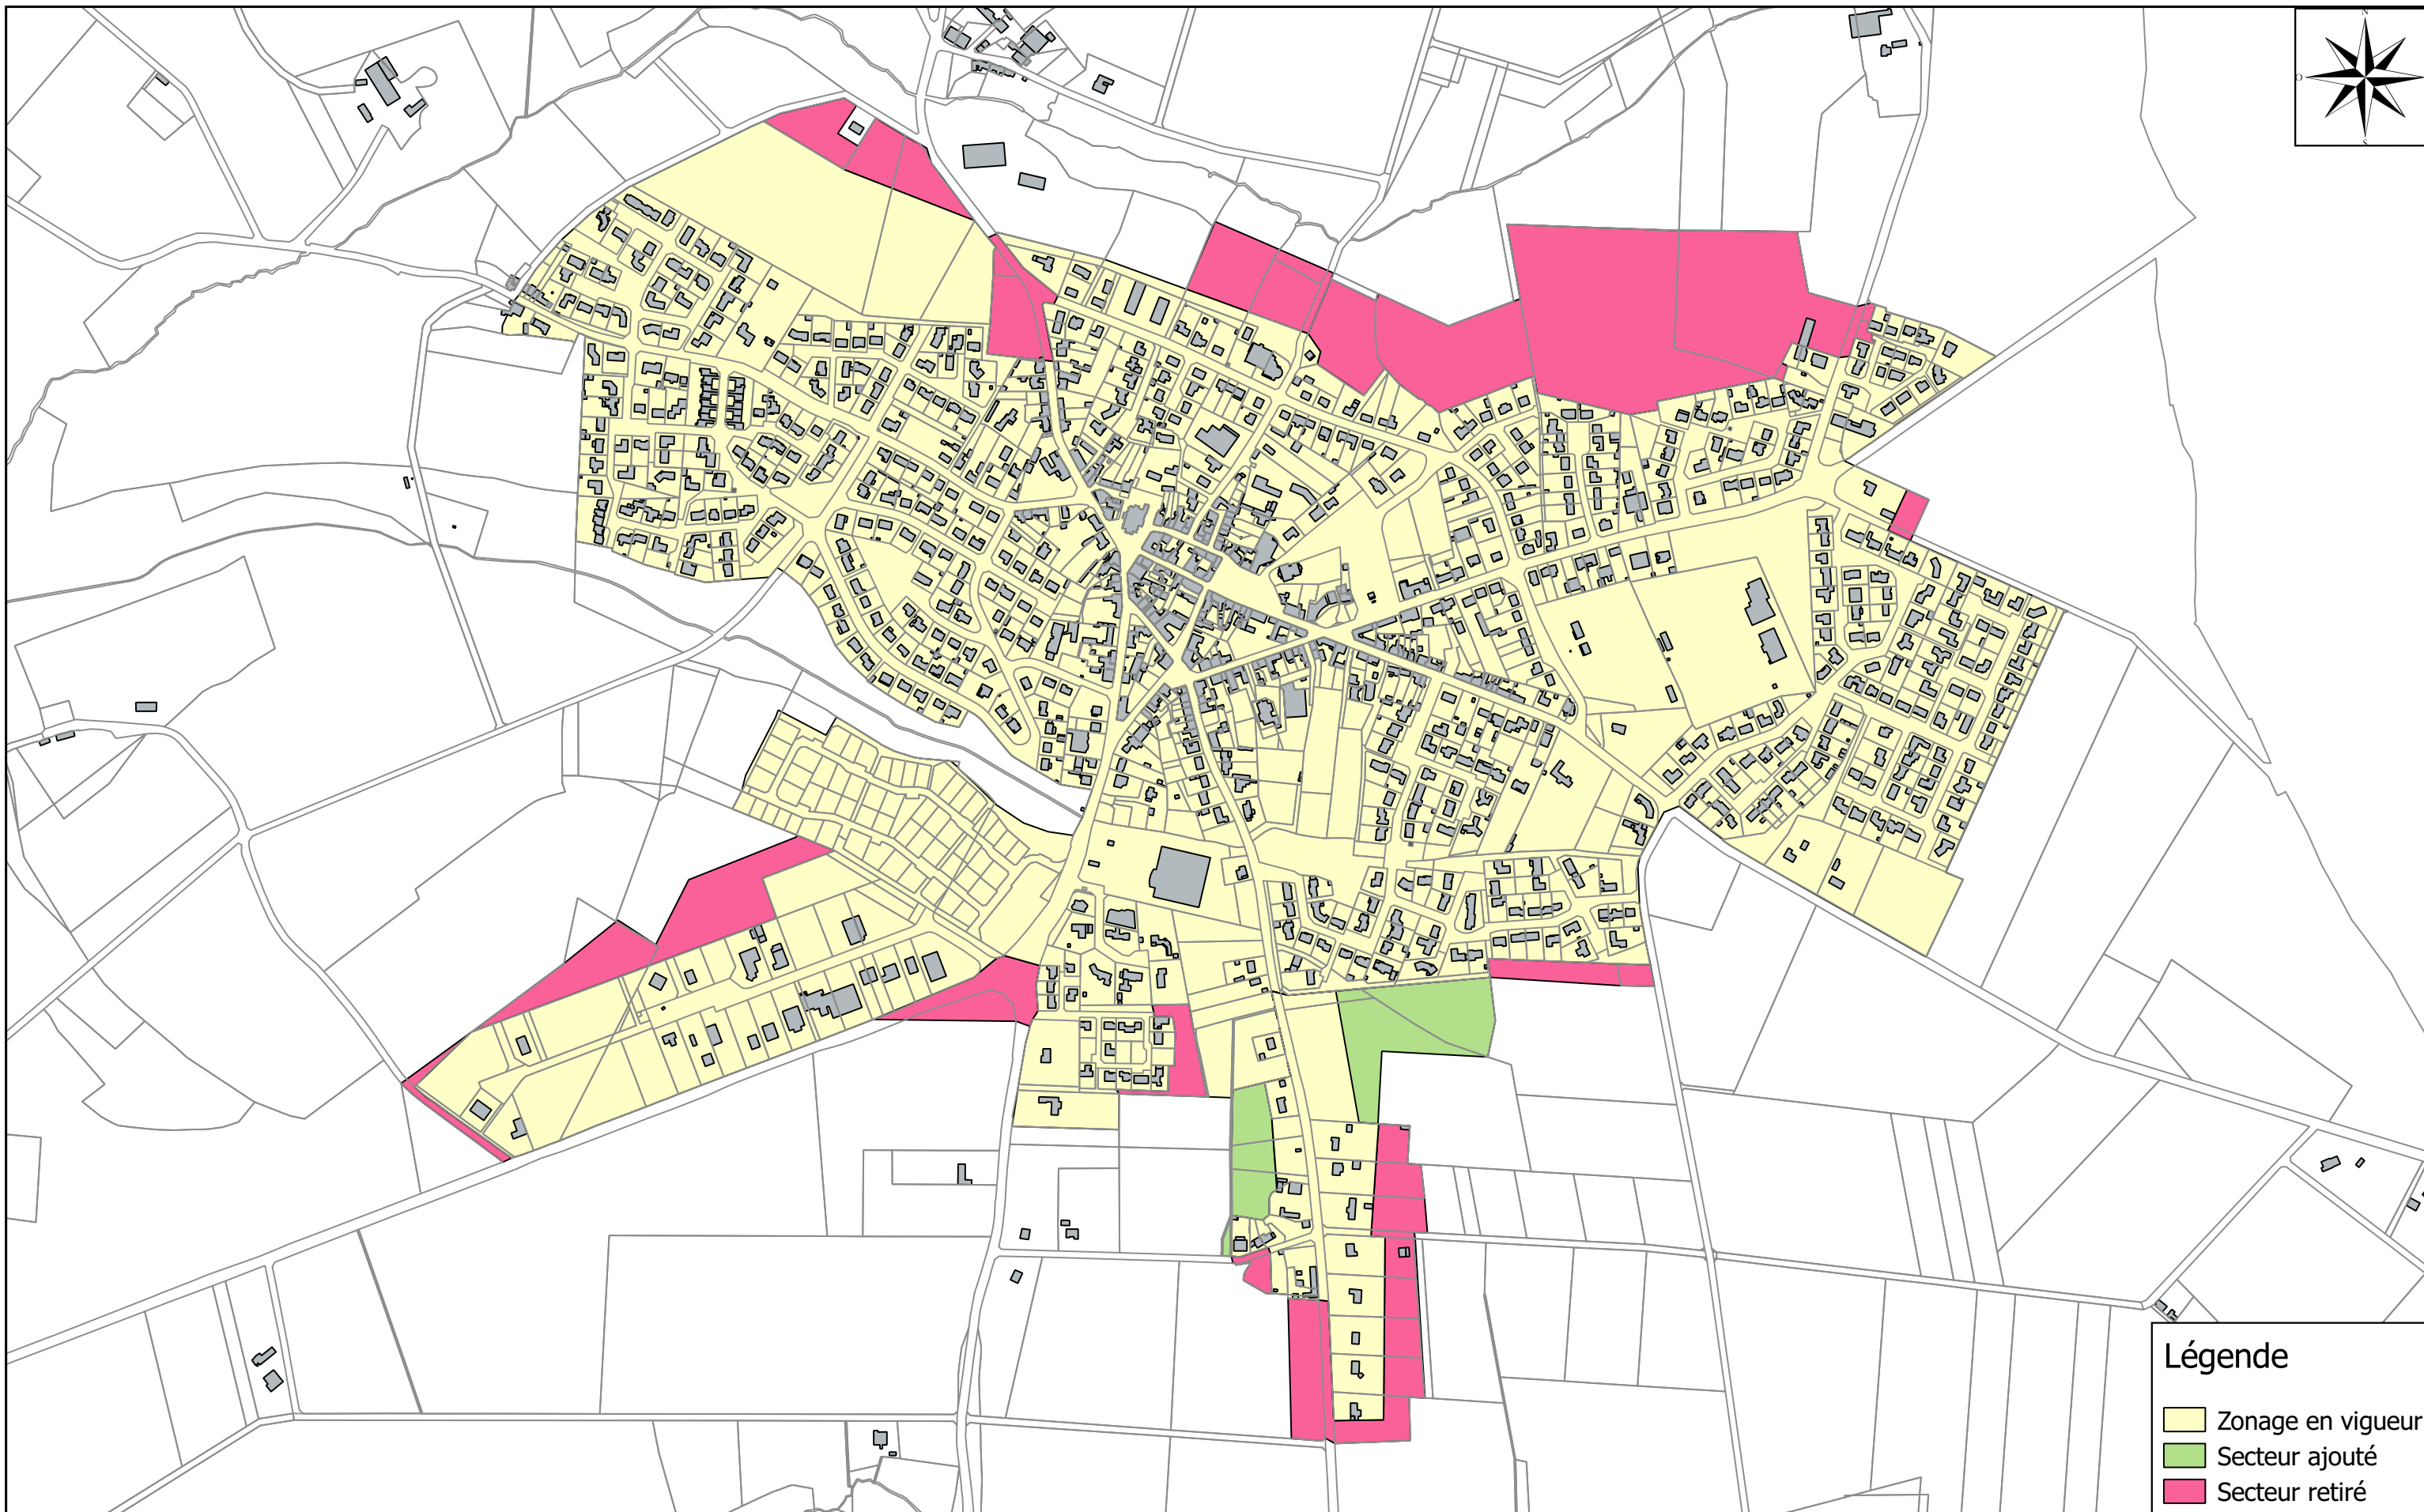 N
O
S
Légende
Zonage en vigueur
Secteur ajouté
Secteur retiré